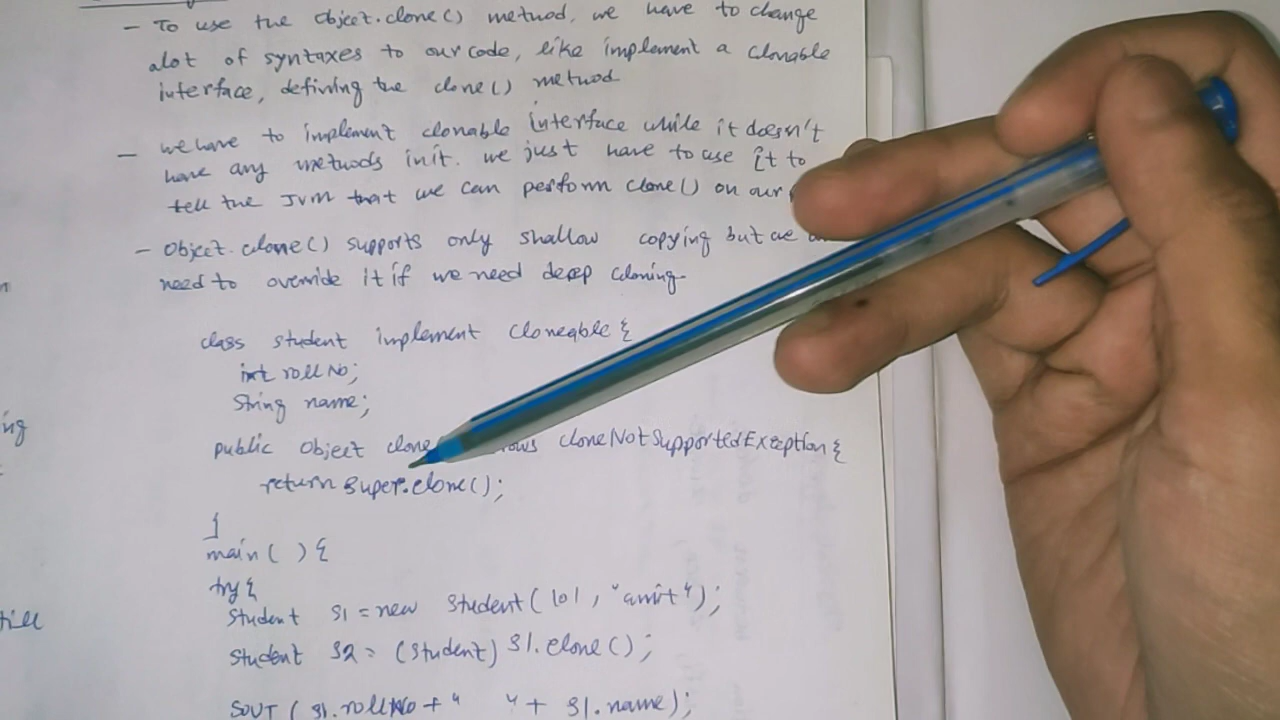 - To use the Object.clone() method, we have to change
alot of syntaxes to our code, like implement a Clonable
interface, defining the clone() method
- we have to implement clonable interface while it doesn't
have any methods in it. we just have to use it to
tell the JVM that we can perform clone() on our
- Object.clone() supports only shallow copying but we
need to override it if we need deep cloning
class student implement Cloneable {
int rollNo;
String name;
public Object clone cloneNotSupportedException {
return super.clone();
}
main( ) {
try {
Student s1 = new Student(101, "amit");
Student s2 = (Student) s1.clone();
SOUT (s1.rollNo + " " + s1.name);
ing
till